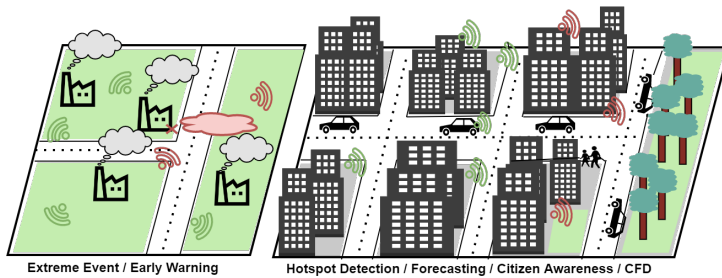 Extreme Event / Early Warning
Hotspot Detection / Forecasting / Citizen Awareness / CFD